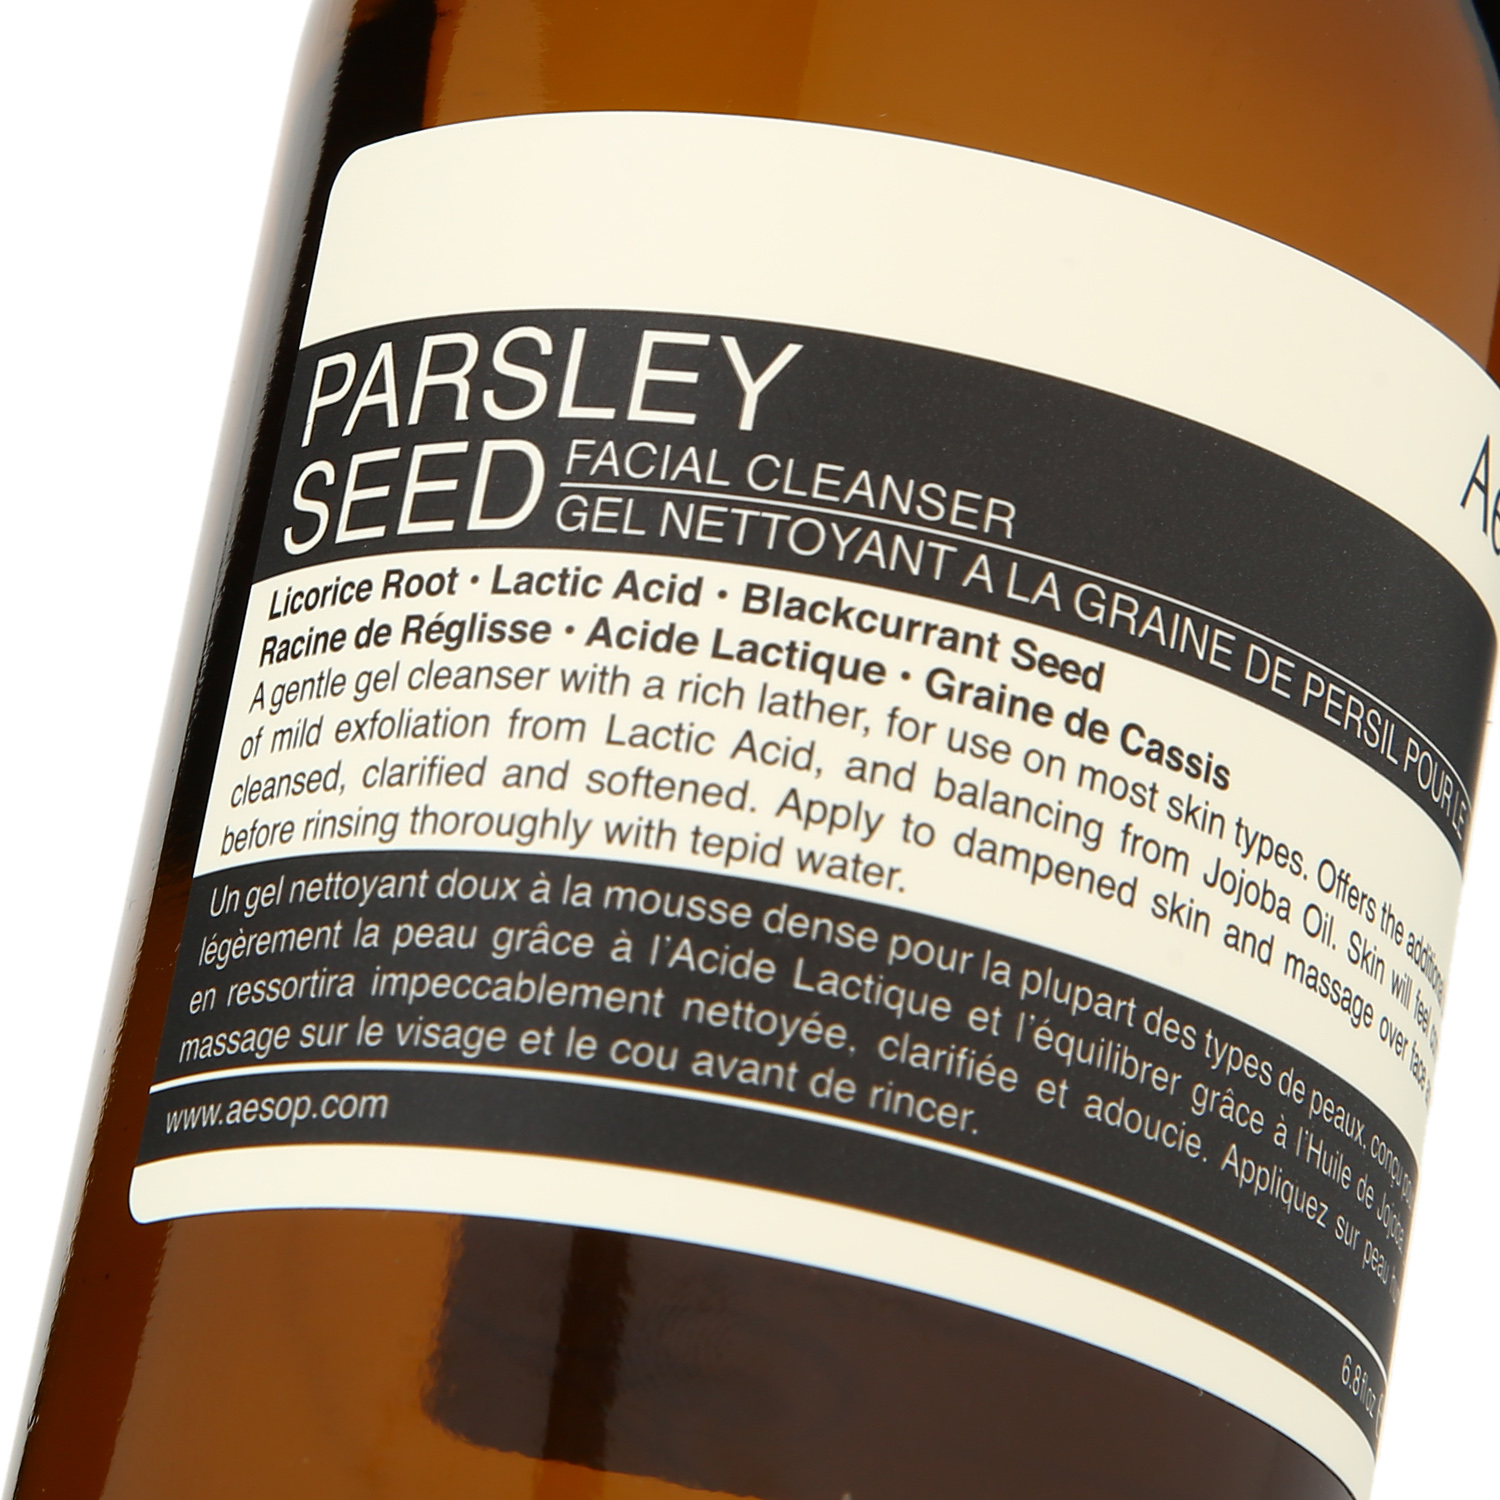 PARSLEY
SEED
FACIAL CLEANSER
GEL NETTOYANT A LA GRAINE DE PERSIL POUR LE
Licorice Root • Lactic Acid • Blackcurrant Seed
Racine de Réglisse • Acide Lactique • Graine de Cassis
A gentle gel cleanser with a rich lather, for use on most skin types. Offers the
of mild exfoliation from Lactic Acid, and balancing from Jojoba Oil. Skin will feel
cleansed, clarified and softened. Apply to dampened skin and massage over face
before rinsing thoroughly with tepid water.
Un gel nettoyant doux à la mousse dense pour la plupart des types de peaux, conçu
légèrement la peau grâce à l'Acide Lactique et l'équilibrer grâce à l'Huile de Jojoba
en ressortira impeccablement nettoyée, clarifiée et adoucie. Appliquez sur peau
massage sur le visage et le cou avant de rincer.
www.aesop.com
6.8 fl oz